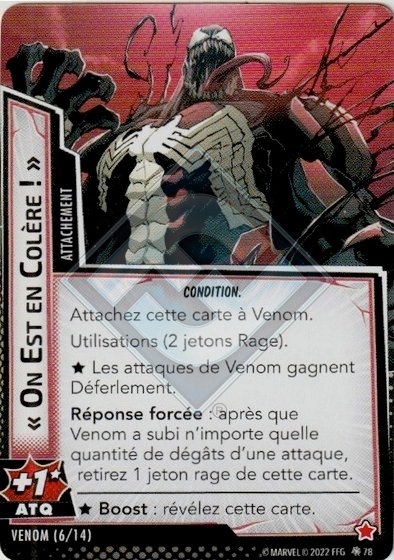 « ON EST EN COLÈRE ! »
ATTACHEMENT
CONDITION.
Attachez cette carte à Venom.
Utilisations (2 jetons Rage).
★ Les attaques de Venom gagnent
Déferlement.
Réponse forcée : après que
Venom a subi n’importe quelle
quantité de dégâts d’une attaque,
retirez 1 jeton rage de cette carte.
★ Boost : révélez cette carte.
+1★
ATQ
VENOM (6/14)
© MARVEL © 2022 FFG 78